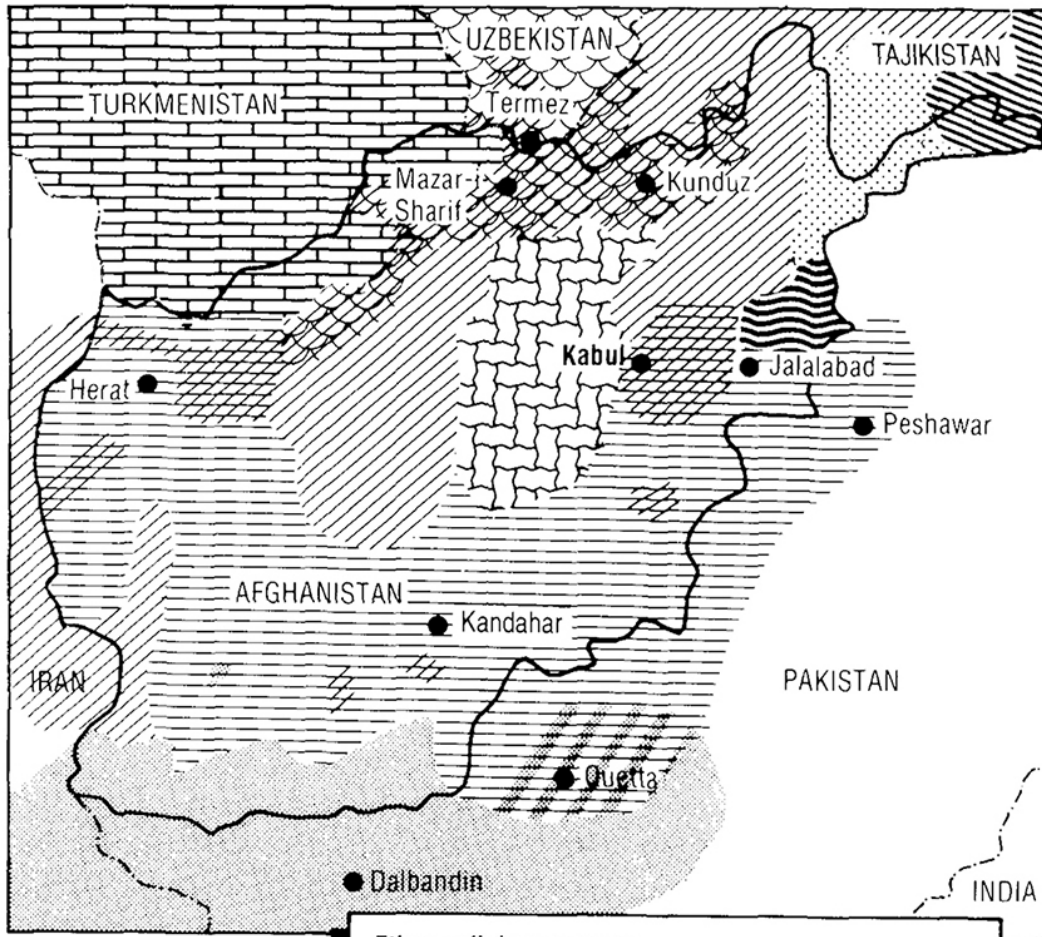 UZBEKISTAN
TAJIKISTAN
TURKMENISTAN
Termez
Mazar-i
Sharif
Kunduz
Kabul
Jalalabad
Herat
Peshawar
AFGHANISTAN
Kandahar
IRAN
PAKISTAN
Quetta
Dalbandin
INDIA